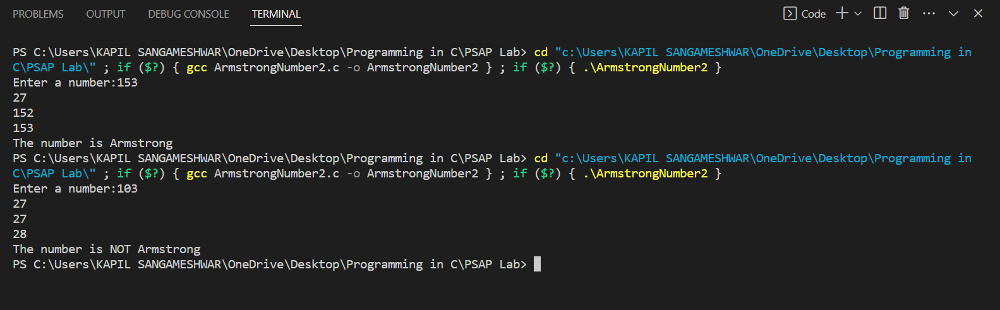 PROBLEMS OUTPUT DEBUG CONSOLE TERMINAL Code
PS C:\Users\KAPIL SANGAMESHWAR\OneDrive\Desktop\Programming in C\PSAP Lab> cd "c:\Users\KAPIL SANGAMESHWAR\OneDrive\Desktop\Programming in
C\PSAP Lab\" ; if ($?) { gcc ArmstrongNumber2.c -o ArmstrongNumber2 } ; if ($?) { .\ArmstrongNumber2 }
Enter a number:153
27
152
153
The number is Armstrong
PS C:\Users\KAPIL SANGAMESHWAR\OneDrive\Desktop\Programming in C\PSAP Lab> cd "c:\Users\KAPIL SANGAMESHWAR\OneDrive\Desktop\Programming in
C\PSAP Lab\" ; if ($?) { gcc ArmstrongNumber2.c -o ArmstrongNumber2 } ; if ($?) { .\ArmstrongNumber2 }
Enter a number:103
27
27
28
The number is NOT Armstrong
PS C:\Users\KAPIL SANGAMESHWAR\OneDrive\Desktop\Programming in C\PSAP Lab>